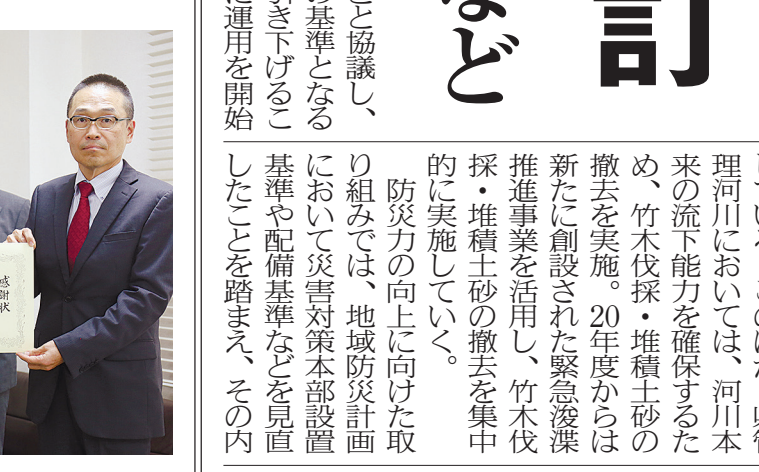 訂
など
理河川においては、河川本
来の流下能力を確保するた
め、竹木伐採・堆積土砂の
撤去を実施。20年度からは
新たに創設された緊急浚渫
推進事業を活用し、竹木伐
採・堆積土砂の撤去を集中
的に実施していく。
防災力の向上に向けた取
り組みでは、地域防災計画
において災害対策本部設置
基準や配備基準などを見直
したことを踏まえ、その内
と協議し、
の基準となる
引き下げるこ
に運用を開始
感謝状